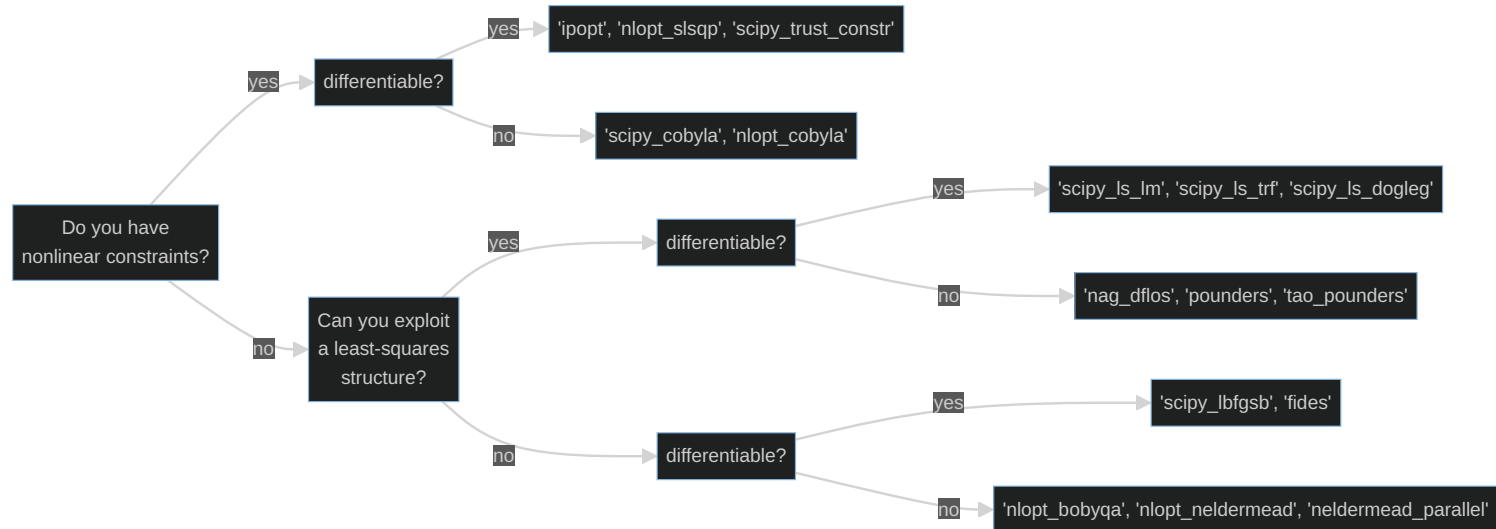 yes
'ipopt', 'nlopt_slsqp', 'scipy_trust_constr'
yes
differentiable?
no
'scipy_cobyla', 'nlopt_cobyla'
Do you have
nonlinear constraints?
yes
'scipy_ls_lm', 'scipy_ls_trf', 'scipy_ls_dogleg'
yes
differentiable?
no
'nag_dflos', 'pounders', 'tao_pounders'
no
Can you exploit
a least-squares
structure?
yes
'scipy_lbfgsb', 'fides'
no
differentiable?
no
'nlopt_bobyqa', 'nlopt_neldermead', 'neldermead_parallel'